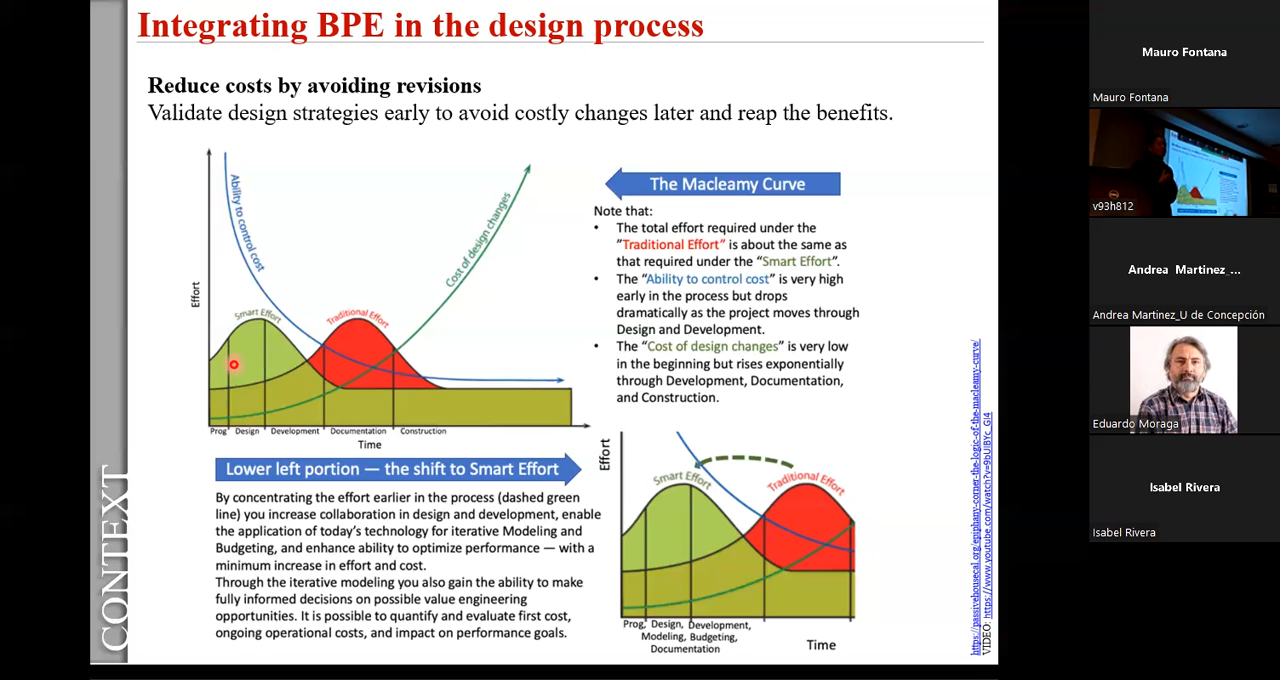 Integrating BPE in the design process
Reduce costs by avoiding revisions
Validate design strategies early to avoid costly changes later and reap the benefits.
Effort
Ability to control cost
Cost of design changes
Smart Effort
Traditional Effort
Prog Design Development Documentation Construction
Time
The Macleamy Curve
Note that:
• The total effort required under the
"Traditional Effort" is about the same as
that required under the "Smart Effort".
• The "Ability to control cost" is very high
early in the process but drops
dramatically as the project moves through
Design and Development.
• The "Cost of design changes" is very low
in the beginning but rises exponentially
through Development, Documentation,
and Construction.
Lower left portion — the shift to Smart Effort
By concentrating the effort earlier in the process (dashed green
line) you increase collaboration in design and development, enable
the application of today's technology for iterative Modeling and
Budgeting, and enhance ability to optimize performance — with a
minimum increase in effort and cost.
Through the iterative modeling you also gain the ability to make
fully informed decisions on possible value engineering
opportunities. It is possible to quantify and evaluate first cost,
ongoing operational costs, and impact on performance goals.
Effort
Smart Effort
Traditional Effort
Prog, Design, Development,
Modeling, Budgeting,
Documentation
Time
https://passivehousecal.org/epiphany-corner-the-logic-of-the-macleamy-curve/
VIDEO: https://www.youtube.com/watch?v=9bUlBYc_Gl4
CONTEXT
Mauro Fontana
Mauro Fontana
v93h812
Andrea Martinez_...
Andrea Martinez_U de Concepción
Eduardo Moraga
Isabel Rivera
Isabel Rivera